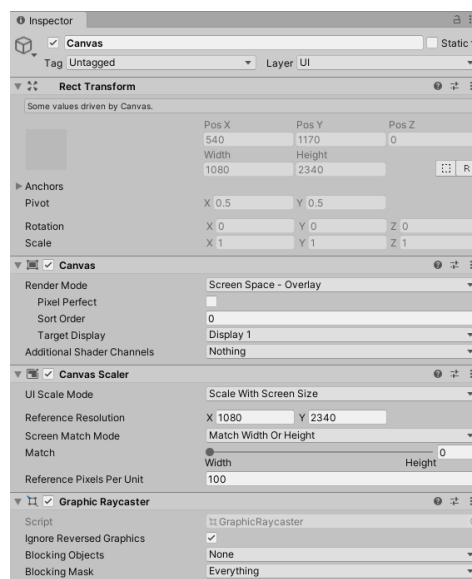 Inspector
Canvas Static
Tag Untagged Layer UI
Rect Transform
Some values driven by Canvas.
Pos X Pos Y Pos Z
540 1170 0
Width Height
1080 2340
R
Anchors
Pivot X 0.5 Y 0.5
Rotation X 0 Y 0 Z 0
Scale X 1 Y 1 Z 1
Canvas
Render Mode Screen Space - Overlay
Pixel Perfect
Sort Order 0
Target Display Display 1
Additional Shader Channels Nothing
Canvas Scaler
UI Scale Mode Scale With Screen Size
Reference Resolution X 1080 Y 2340
Screen Match Mode Match Width Or Height
Match 0
Width Height
Reference Pixels Per Unit 100
Graphic Raycaster
Script GraphicRaycaster
Ignore Reversed Graphics
Blocking Objects None
Blocking Mask Everything